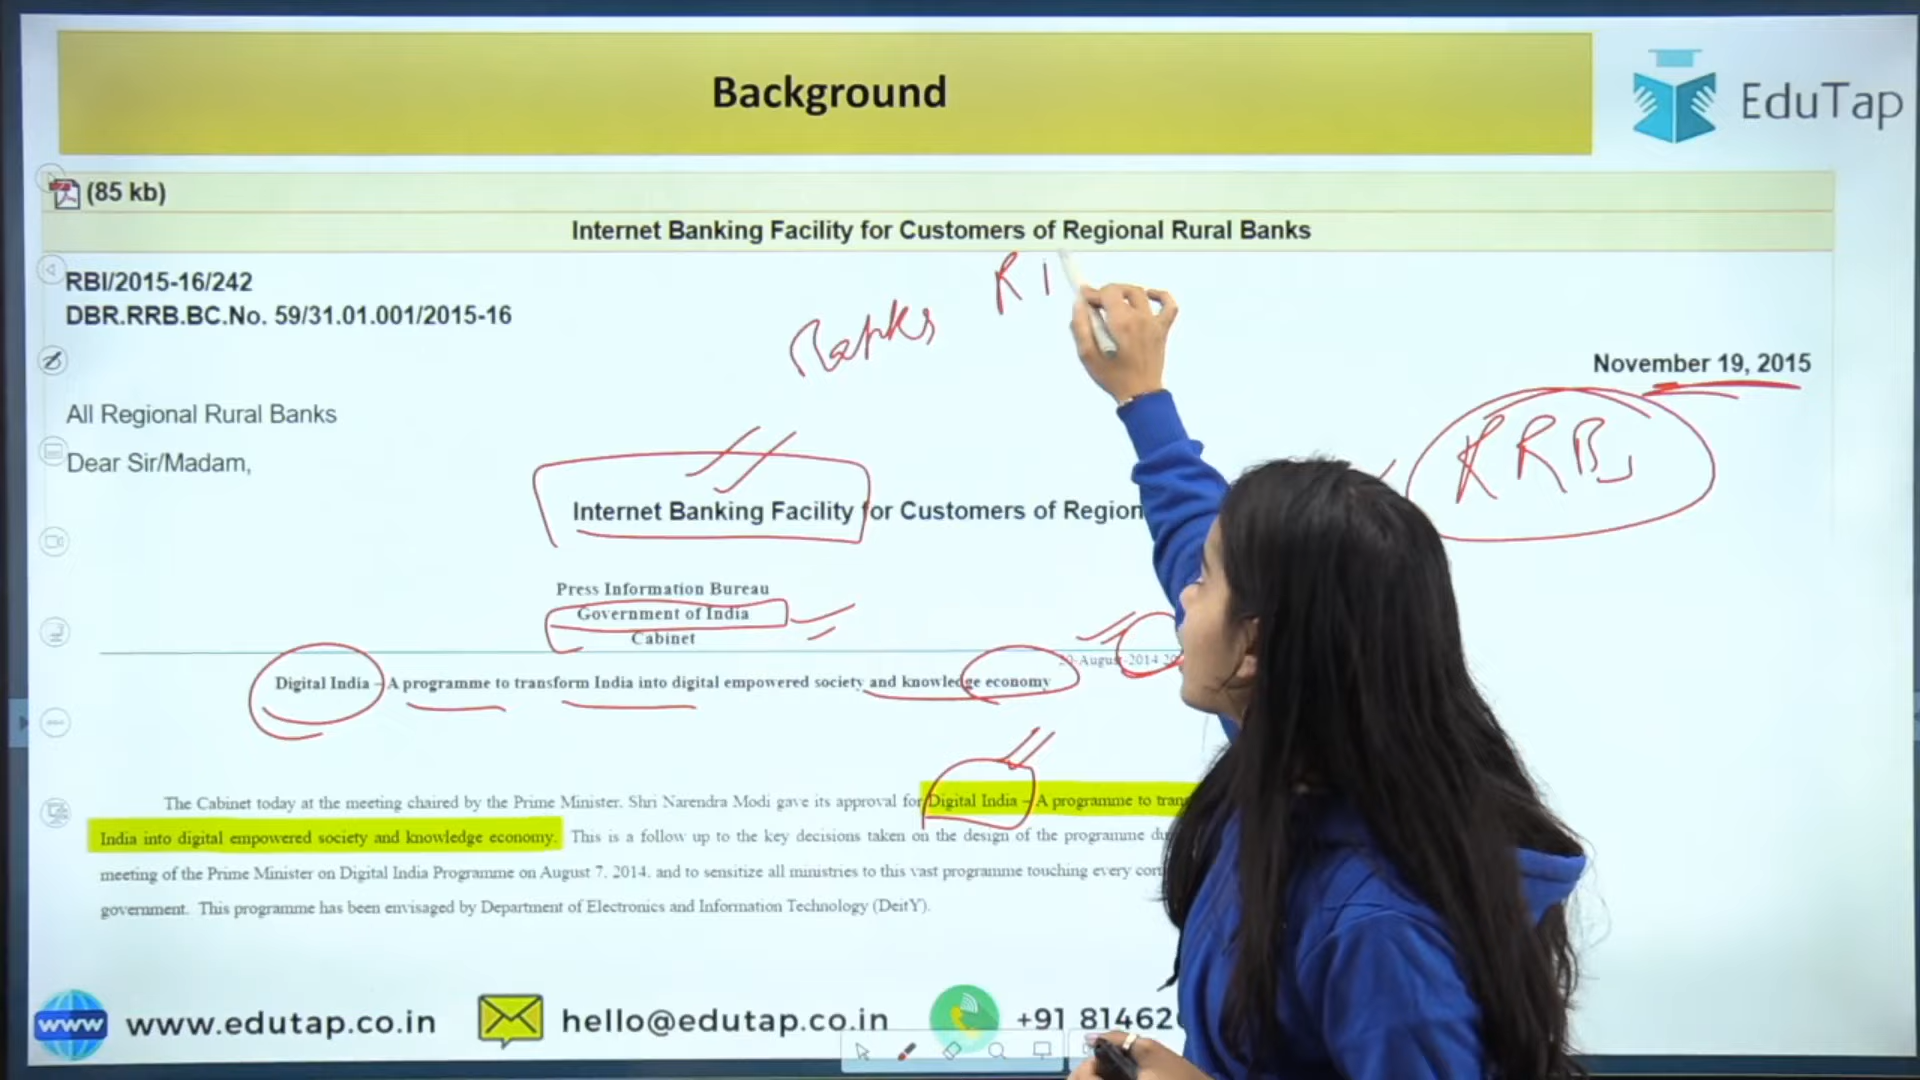 Background
EduTap
(85 kb)
Internet Banking Facility for Customers of Regional Rural Banks
RBI/2015-16/242
DBR.RRB.BC.No. 59/31.01.001/2015-16
Banks
R
November 19, 2015
All Regional Rural Banks
RRBs
Dear Sir/Madam,
Internet Banking Facility for Customers of Region
Press Information Bureau
Government of India
Cabinet
August-2014
Digital India – A programme to transform India into digital empowered society and knowledge economy
The Cabinet today at the meeting chaired by the Prime Minister, Shri Narendra Modi gave its approval for Digital India – A programme to tran
India into digital empowered society and knowledge economy. This is a follow up to the key decisions taken on the design of the programme du
meeting of the Prime Minister on Digital India Programme on August 7, 2014, and to sensitize all ministries to this vast programme touching every cor
government. This programme has been envisaged by Department of Electronics and Information Technology (DeitY).
www www.edutap.co.in hello@edutap.co.in +91 81462